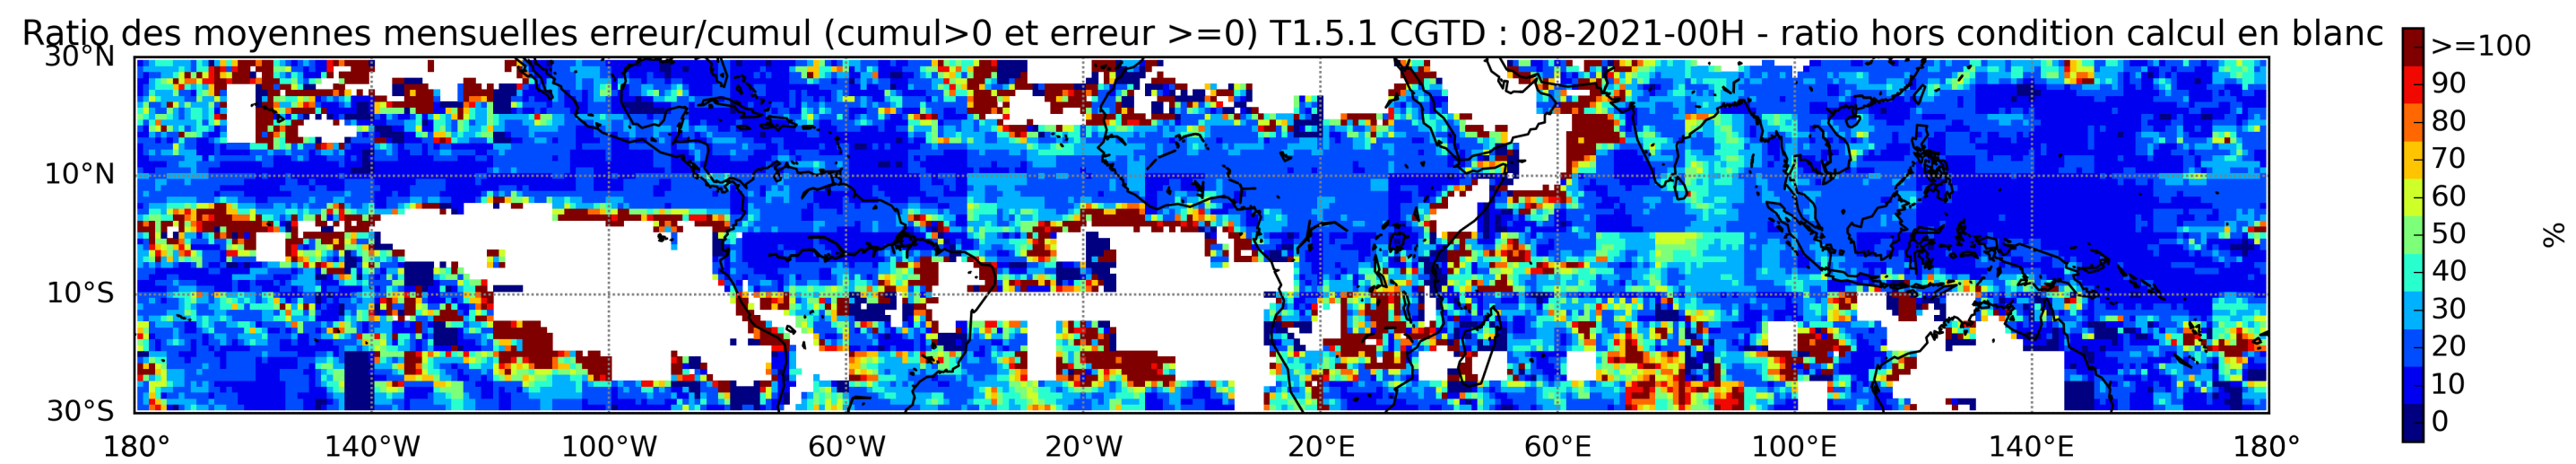 Ratio des moyennes mensuelles erreur/cumul (cumul>0 et erreur >=0) T1.5.1 CGTD : 08-2021-00H - ratio hors condition calcul en blanc
30°N
10°N
10°S
30°S
180° 140°W 100°W 60°W 20°W 20°E 60°E 100°E 140°E 180°
>=100
90
80
70
60
50
40
30
20
10
0
%